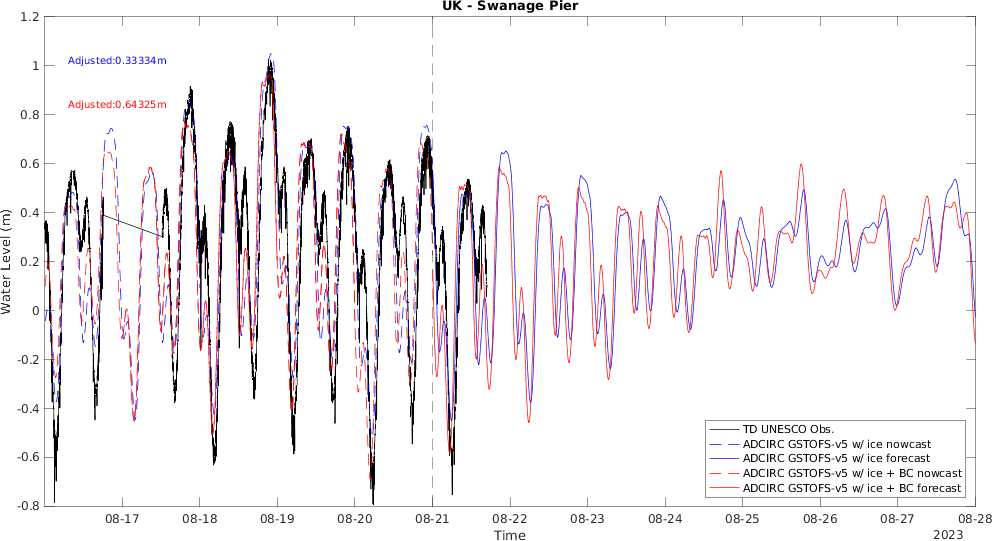 UK - Swanage Pier
1.2
1
0.8
0.6
0.4
0.2
0
-0.2
-0.4
-0.6
-0.8
Water Level (m)
Adjusted:0.33334m
Adjusted:0.64325m
TD UNESCO Obs.
ADCIRC GSTOFS-v5 w/ ice nowcast
ADCIRC GSTOFS-v5 w/ ice forecast
ADCIRC GSTOFS-v5 w/ ice + BC nowcast
ADCIRC GSTOFS-v5 w/ ice + BC forecast
08-17 08-18 08-19 08-20 08-21 08-22 08-23 08-24 08-25 08-26 08-27 08-28
Time
2023